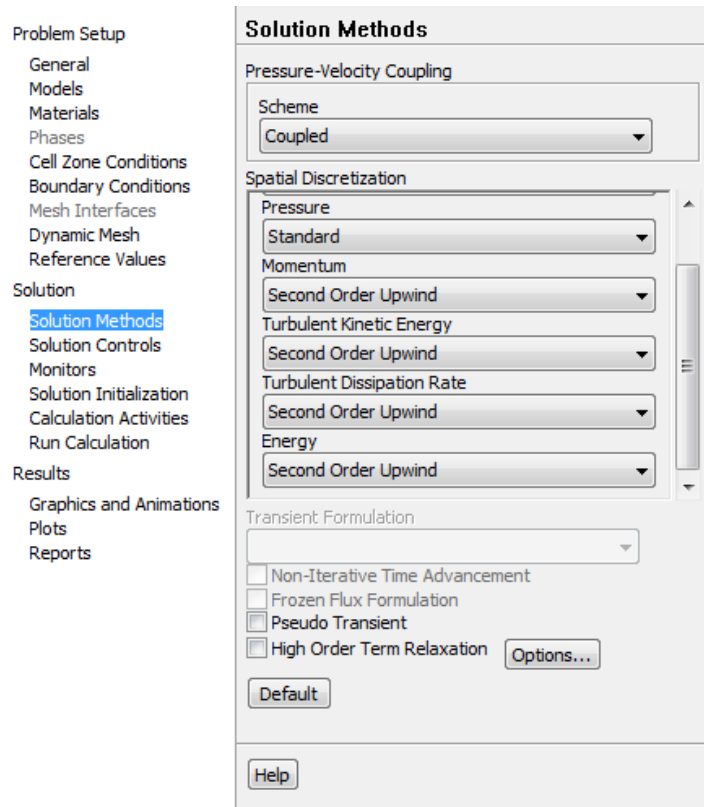 Problem Setup
General
Models
Materials
Phases
Cell Zone Conditions
Boundary Conditions
Mesh Interfaces
Dynamic Mesh
Reference Values
Solution
Solution Methods
Solution Controls
Monitors
Solution Initialization
Calculation Activities
Run Calculation
Results
Graphics and Animations
Plots
Reports
Solution Methods
Pressure-Velocity Coupling
Scheme
Coupled
Spatial Discretization
Pressure
Standard
Momentum
Second Order Upwind
Turbulent Kinetic Energy
Second Order Upwind
Turbulent Dissipation Rate
Second Order Upwind
Energy
Second Order Upwind
Transient Formulation
Non-Iterative Time Advancement
Frozen Flux Formulation
Pseudo Transient
High Order Term Relaxation
Options...
Default
Help